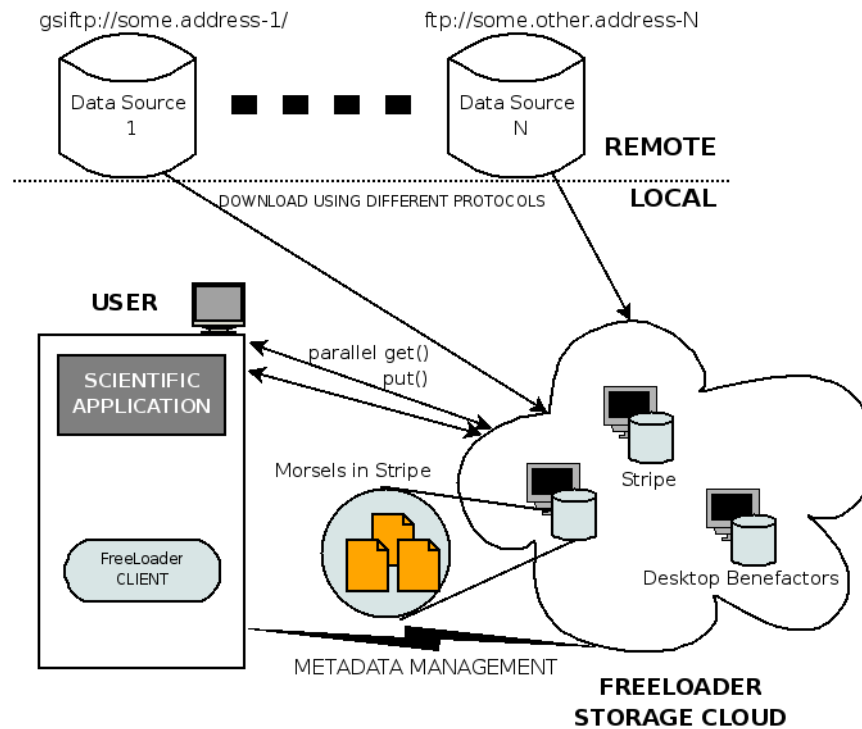 gsiftp://some.address-1/
ftp://some.other.address-N
Data Source
1
Data Source
N
REMOTE
DOWNLOAD USING DIFFERENT PROTOCOLS
LOCAL
USER
parallel get()
put()
SCIENTIFIC
APPLICATION
Morsels in Stripe
Stripe
FreeLoader
CLIENT
Desktop Benefactors
METADATA MANAGEMENT
FREELOADER
STORAGE CLOUD